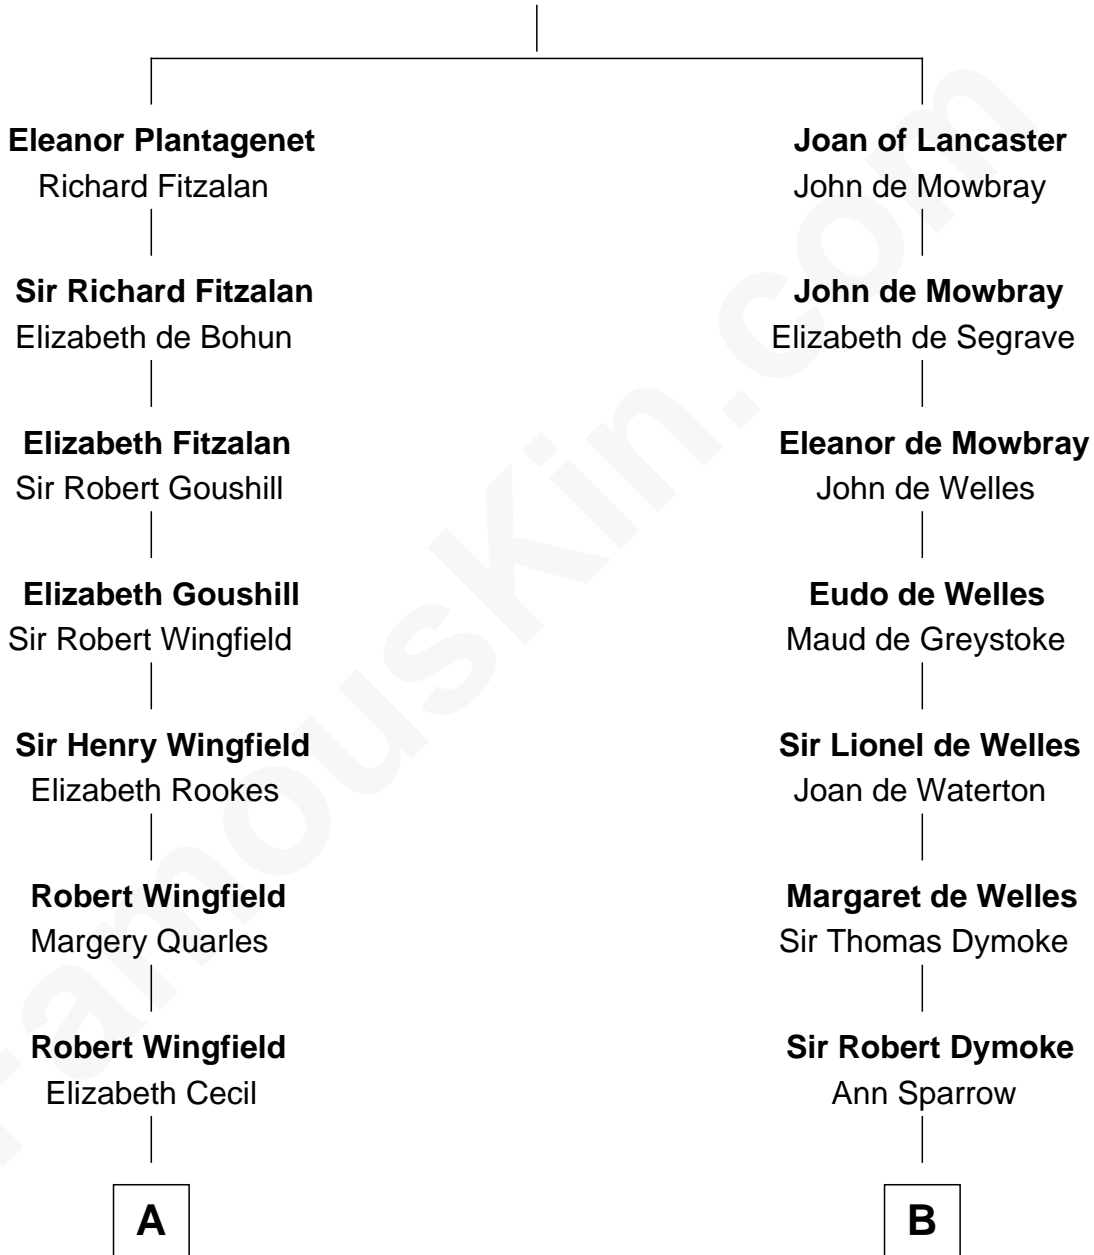 Eleanor Plantagenet
Richard Fitzalan
Sir Richard Fitzalan
Elizabeth de Bohun
Elizabeth Fitzalan
Sir Robert Goushill
Elizabeth Goushill
Sir Robert Wingfield
Sir Henry Wingfield
Elizabeth Rookes
Robert Wingfield
Margery Quarles
Robert Wingfield
Elizabeth Cecil
A
Joan of Lancaster
John de Mowbray
John de Mowbray
Elizabeth de Segrave
Eleanor de Mowbray
John de Welles
Eudo de Welles
Maud de Greystoke
Sir Lionel de Welles
Joan de Waterton
Margaret de Welles
Sir Thomas Dymoke
Sir Robert Dymoke
Ann Sparrow
B
FamousKin.com